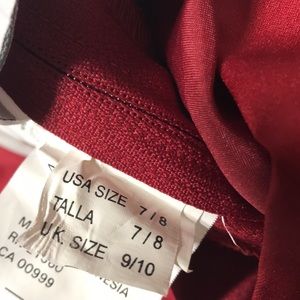 USA SIZE 7/8
TALLA 7/8
U.K. SIZE 9/10
CA 00999